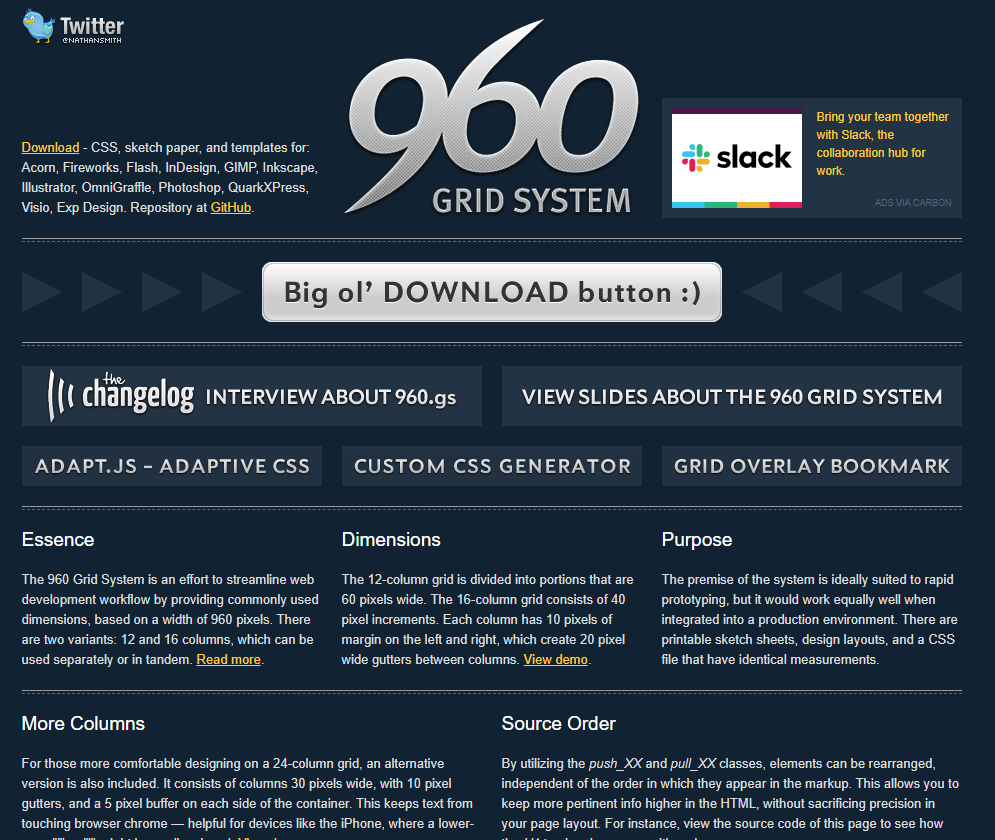 Twitter
@NATHANSMITH
960
GRID SYSTEM
Download - CSS, sketch paper, and templates for:
Acorn, Fireworks, Flash, InDesign, GIMP, Inkscape,
Illustrator, OmniGraffle, Photoshop, QuarkXPress,
Visio, Exp Design. Repository at GitHub.
slack
Bring your team together
with Slack, the
collaboration hub for
work.
ADS VIA CARBON
Big ol’ DOWNLOAD button :)
the changelog INTERVIEW ABOUT 960.gs
VIEW SLIDES ABOUT THE 960 GRID SYSTEM
ADAPT.JS – ADAPTIVE CSS
CUSTOM CSS GENERATOR
GRID OVERLAY BOOKMARK
Essence
The 960 Grid System is an effort to streamline web
development workflow by providing commonly used
dimensions, based on a width of 960 pixels. There
are two variants: 12 and 16 columns, which can be
used separately or in tandem. Read more.
Dimensions
The 12-column grid is divided into portions that are
60 pixels wide. The 16-column grid consists of 40
pixel increments. Each column has 10 pixels of
margin on the left and right, which create 20 pixel
wide gutters between columns. View demo.
Purpose
The premise of the system is ideally suited to rapid
prototyping, but it would work equally well when
integrated into a production environment. There are
printable sketch sheets, design layouts, and a CSS
file that have identical measurements.
More Columns
For those more comfortable designing on a 24-column grid, an alternative
version is also included. It consists of columns 30 pixels wide, with 10 pixel
gutters, and a 5 pixel buffer on each side of the container. This keeps text from
touching browser chrome — helpful for devices like the iPhone, where a lower-
Source Order
By utilizing the push_XX and pull_XX classes, elements can be rearranged,
independent of the order in which they appear in the markup. This allows you to
keep more pertinent info higher in the HTML, without sacrificing precision in
your page layout. For instance, view the source code of this page to see how